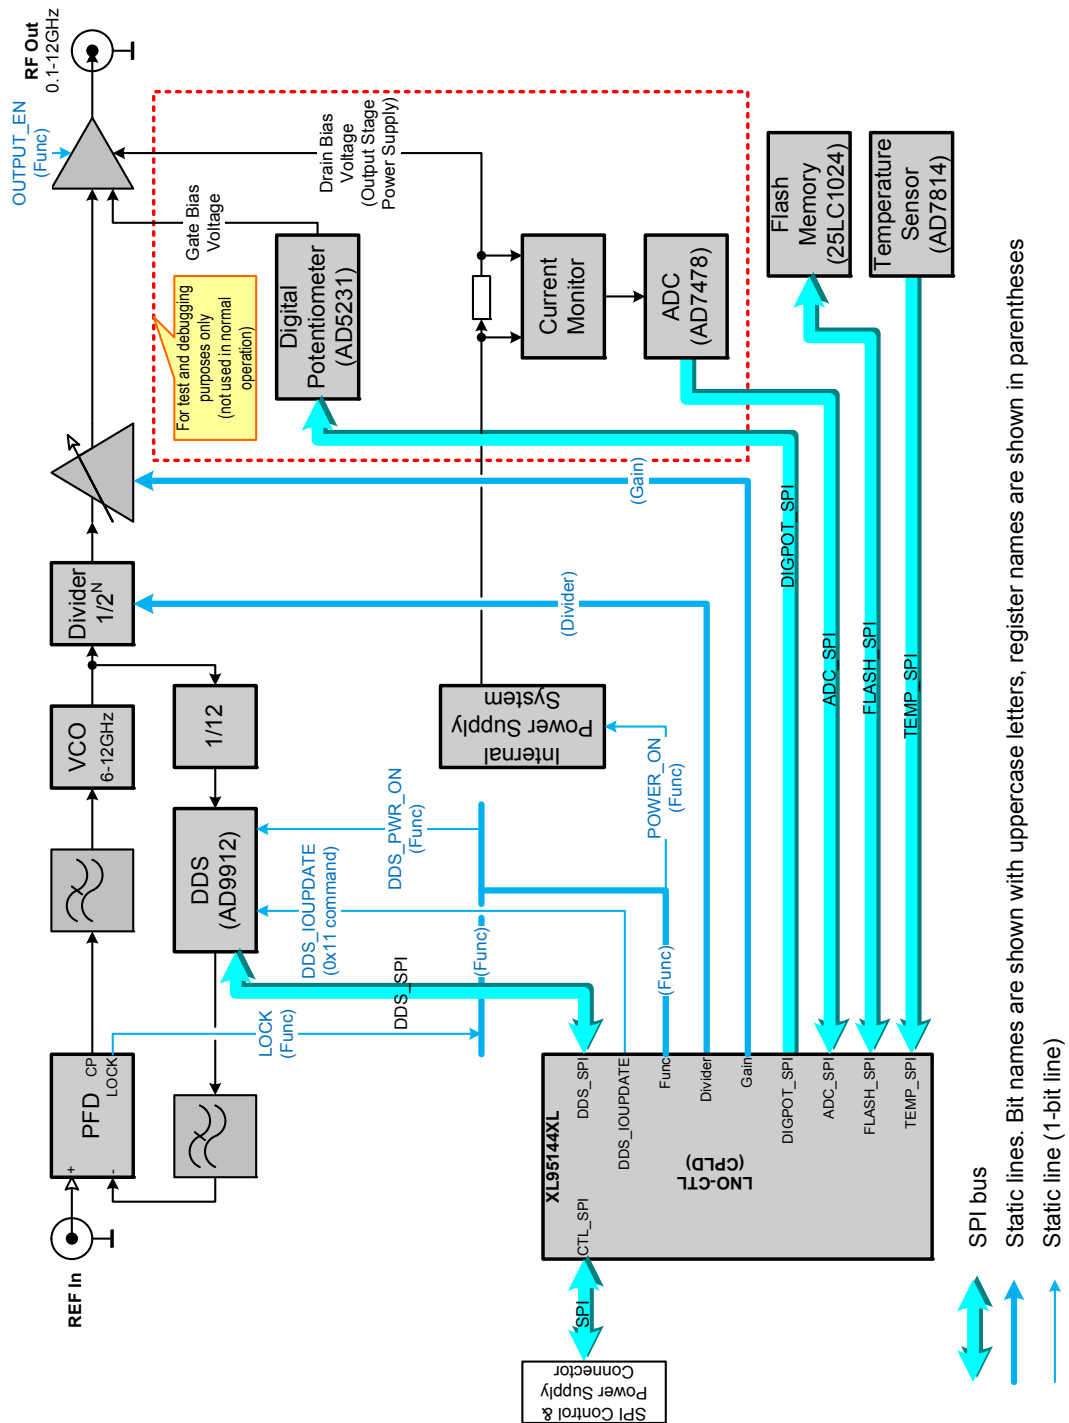 REF In
PFD
+
-
CP
LOCK
VCO
6-12GHz
Divider
1/2N
OUTPUT_EN
(Func)
RF Out
0.1-12GHz
1/12
DDS
(AD9912)
LOCK
(Func)
DDS_SPI
DDS_IOUPDATE
(0x11 command)
DDS_PWR_ON
(Func)
(Func)
For test and debugging
purposes only
(not used in normal
operation)
Gate Bias
Voltage
Digital
Potentiometer
(AD5231)
Drain Bias
Voltage
(Output Stage
Power Supply)
Internal
Power Supply
System
Current
Monitor
ADC
(AD7478)
POWER_ON
(Func)
(Func)
(Divider)
(Gain)
DIGPOT_SPI
ADC_SPI
FLASH_SPI
TEMP_SPI
Flash
Memory
(25LC1024)
Temperature
Sensor
(AD7814)
SPI Control &
Power Supply
Connector
SPI
XL95144XL
CTL_SPI
LNO-CTL
(CPLD)
DDS_SPI
DDS_IOUPDATE
Func
Divider
Gain
DIGPOT_SPI
ADC_SPI
FLASH_SPI
TEMP_SPI
SPI bus
Static lines. Bit names are shown with uppercase letters, register names are shown in parentheses
Static line (1-bit line)